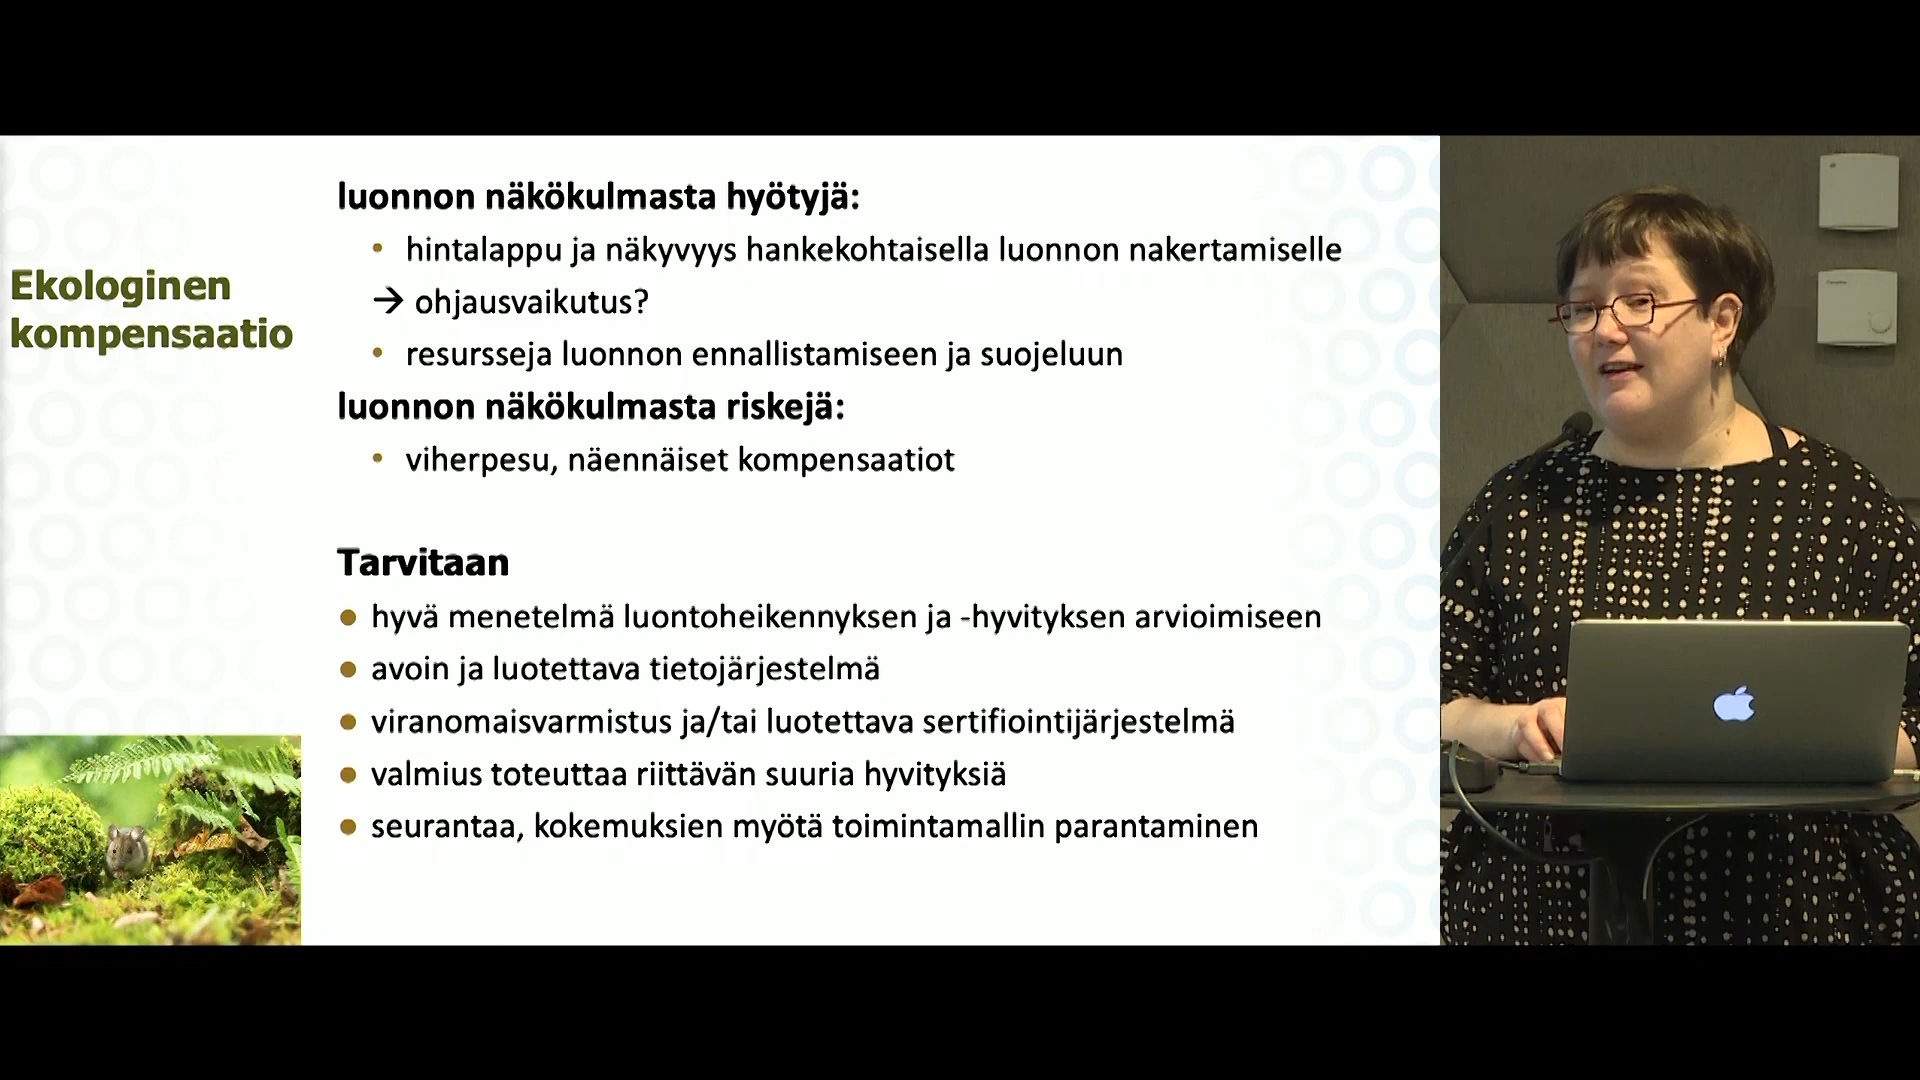 Ekologinen
kompensaatio
luonnon näkökulmasta hyötyjä:
• hintalappu ja näkyvyys hankekohtaisella luonnon nakertamiselle
→ ohjausvaikutus?
• resursseja luonnon ennallistamiseen ja suojeluun
luonnon näkökulmasta riskejä:
• viherpesu, näennäiset kompensaatiot
Tarvitaan
● hyvä menetelmä luontoheikennyksen ja -hyvityksen arvioimiseen
● avoin ja luotettava tietojärjestelmä
● viranomaisvarmistus ja/tai luotettava sertifiointijärjestelmä
● valmius toteuttaa riittävän suuria hyvityksiä
● seurantaa, kokemuksien myötä toimintamallin parantaminen